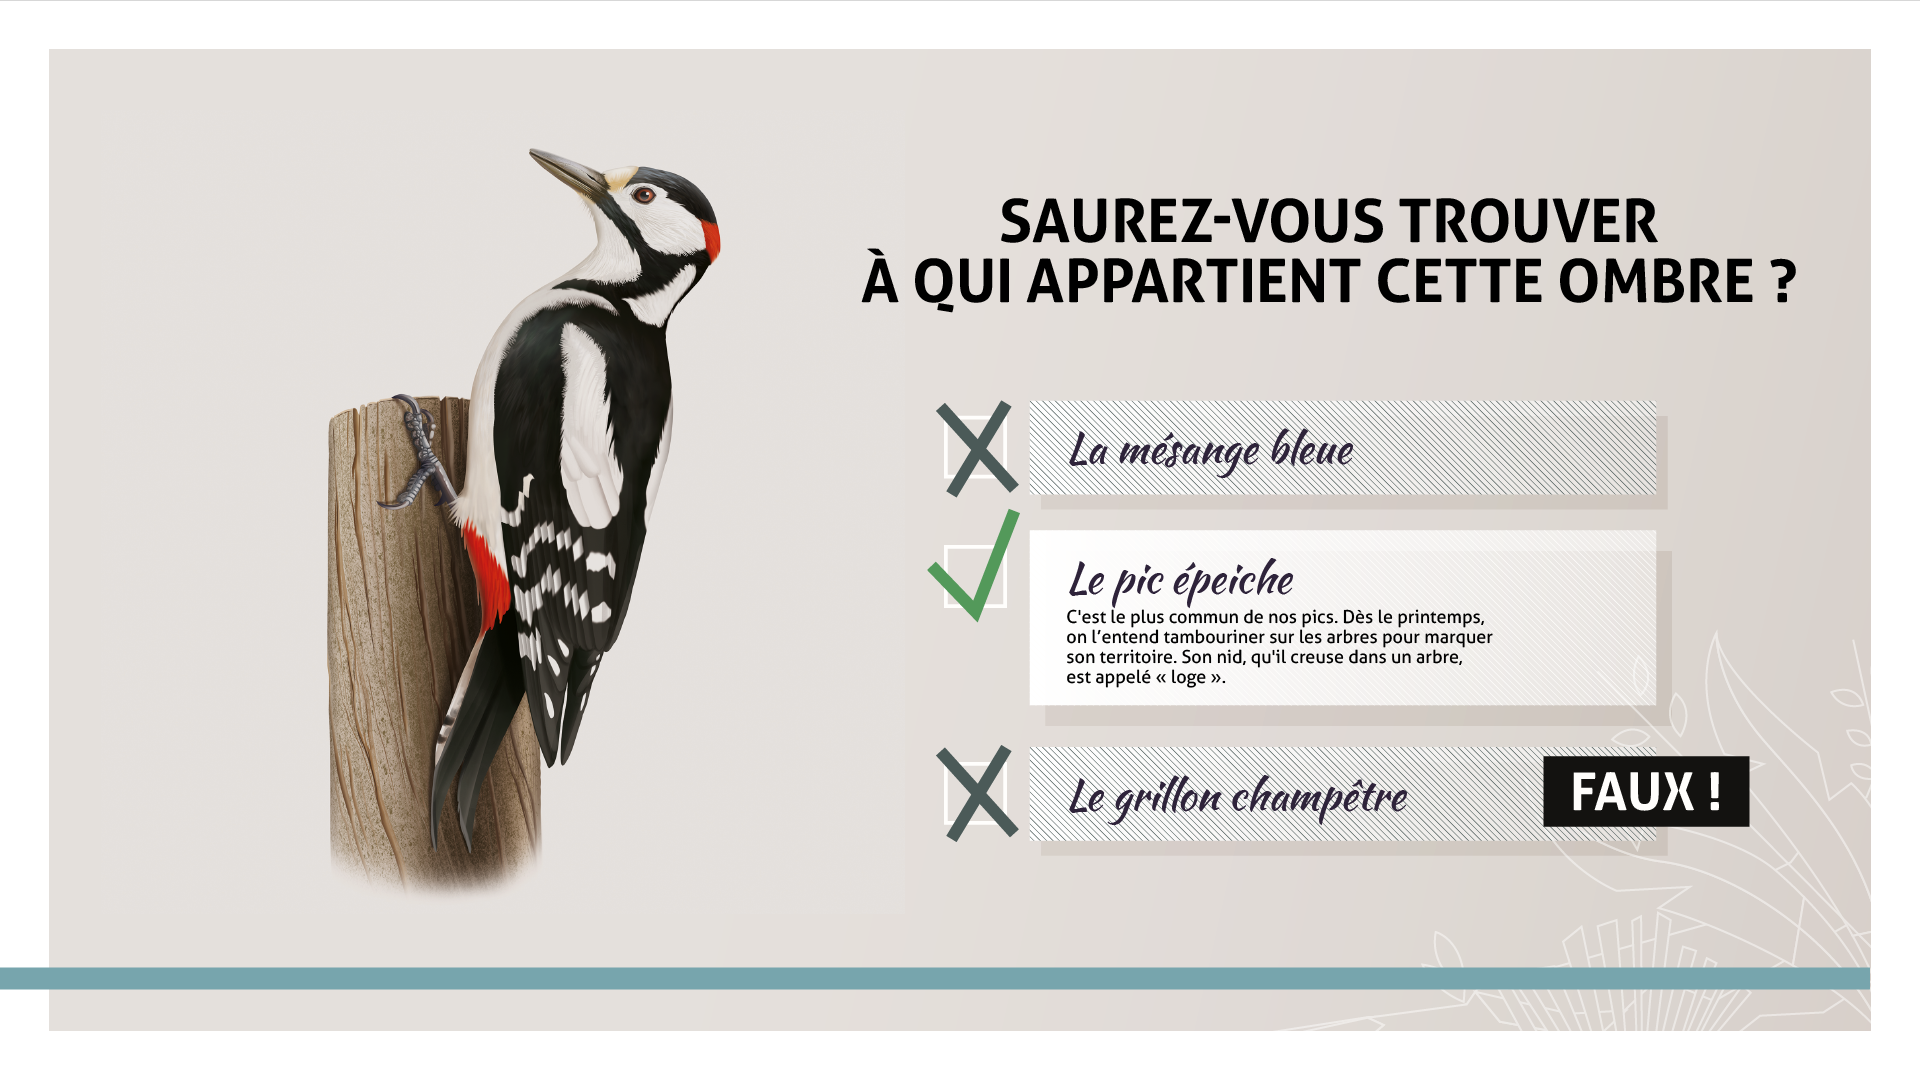 SAUREZ-VOUS TROUVER
À QUI APPARTIENT CETTE OMBRE ?
La mésange bleue
Le pic épeiche
C'est le plus commun de nos pics. Dès le printemps,
on l’entend tambouriner sur les arbres pour marquer
son territoire. Son nid, qu'il creuse dans un arbre,
est appelé « loge ».
Le grillon champêtre
FAUX !